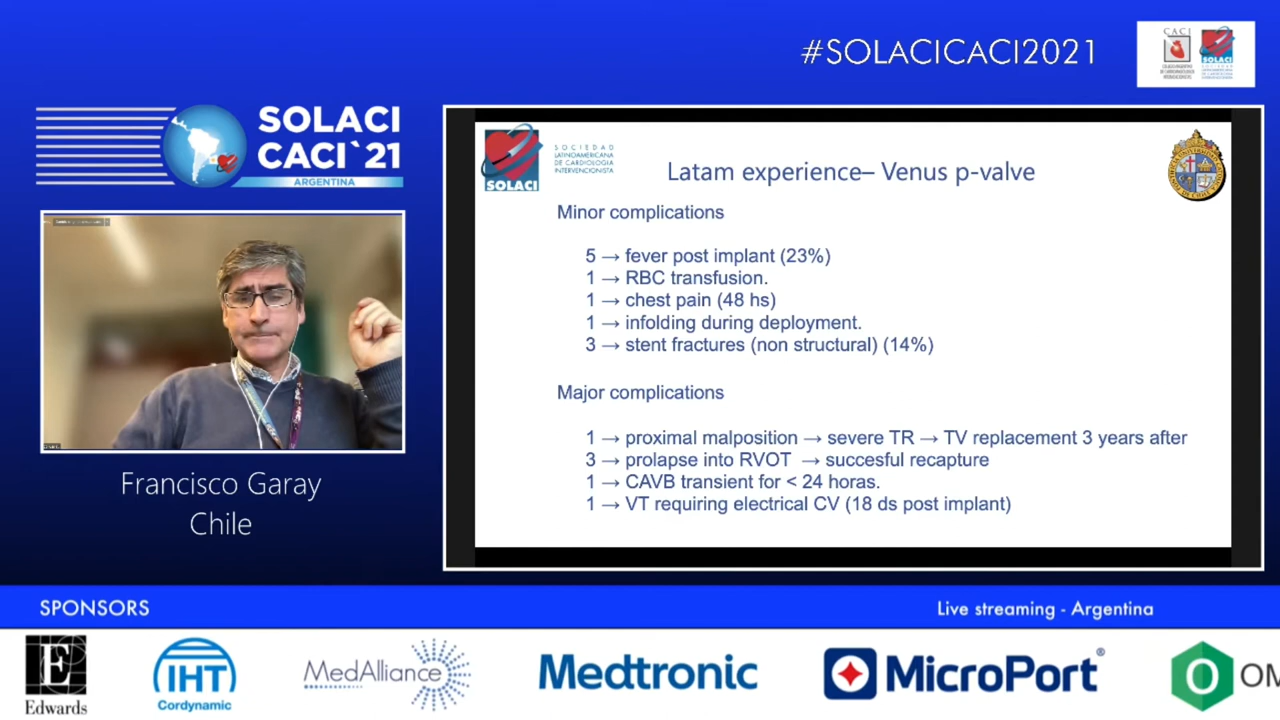 #SOLACICACI2021
CACI
SOLACI
SOLACI
CACI`21
ARGENTINA
SOLACI
SOCIEDAD
LATINOAMERICANA
DE CARDIOLOGIA
INTERVENCIONISTA
Latam experience– Venus p-valve
Minor complications
5 → fever post implant (23%)
1 → RBC transfusion.
1 → chest pain (48 hs)
1 → infolding during deployment.
3 → stent fractures (non structural) (14%)
Major complications
1 → proximal malposition → severe TR → TV replacement 3 years after
3 → prolapse into RVOT → succesful recapture
1 → CAVB transient for < 24 horas.
1 → VT requiring electrical CV (18 ds post implant)
Francisco Garay
Chile
SPONSORS
Live streaming - Argentina
E
Edwards
IHT
Cordynamic
MedAlliance
Medtronic
MicroPort®
OM